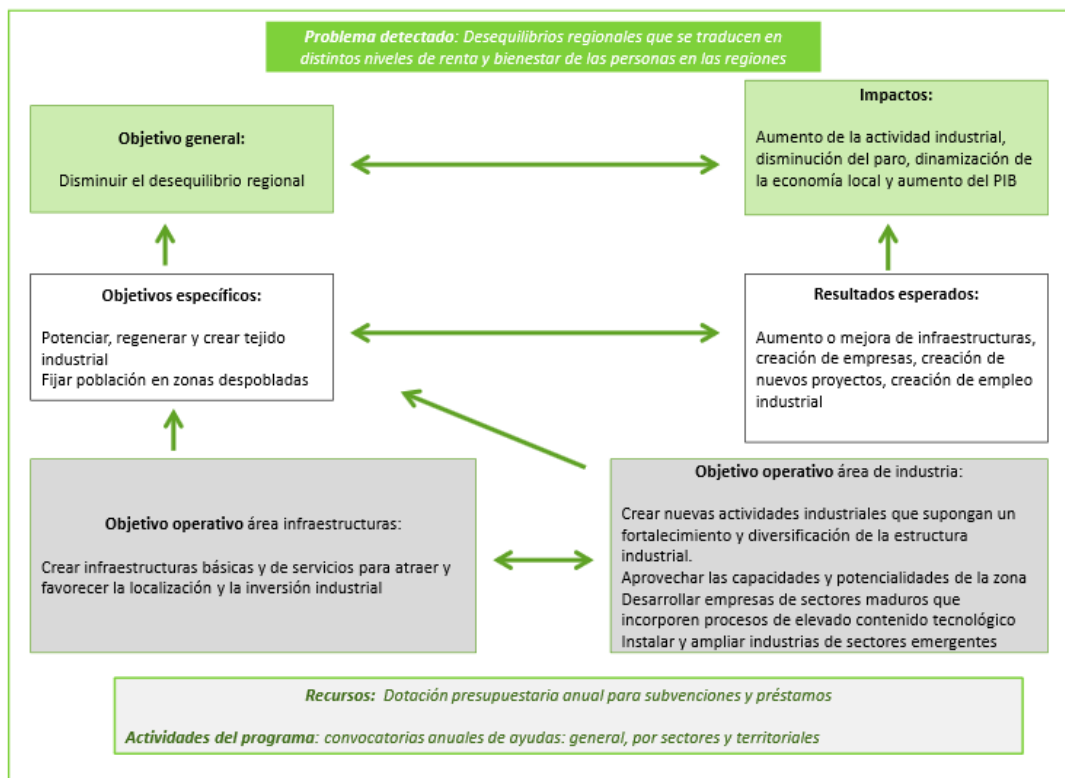 Problema detectado: Desequilibrios regionales que se traducen en
distintos niveles de renta y bienestar de las personas en las regiones
Objetivo general:
Disminuir el desequilibrio regional
Impactos:
Aumento de la actividad industrial,
disminución del paro, dinamización de
la economía local y aumento del PIB
Objetivos específicos:
Potenciar, regenerar y crear tejido
industrial
Fijar población en zonas despobladas
Resultados esperados:
Aumento o mejora de infraestructuras,
creación de empresas, creación de
nuevos proyectos, creación de empleo
industrial
Objetivo operativo área infraestructuras:
Crear infraestructuras básicas y de servicios para atraer y
favorecer la localización y la inversión industrial
Objetivo operativo área de industria:
Crear nuevas actividades industriales que supongan un
fortalecimiento y diversificación de la estructura
industrial.
Aprovechar las capacidades y potencialidades de la zona
Desarrollar empresas de sectores maduros que
incorporen procesos de elevado contenido tecnológico
Instalar y ampliar industrias de sectores emergentes
Recursos: Dotación presupuestaria anual para subvenciones y préstamos
Actividades del programa: convocatorias anuales de ayudas: general, por sectores y territoriales